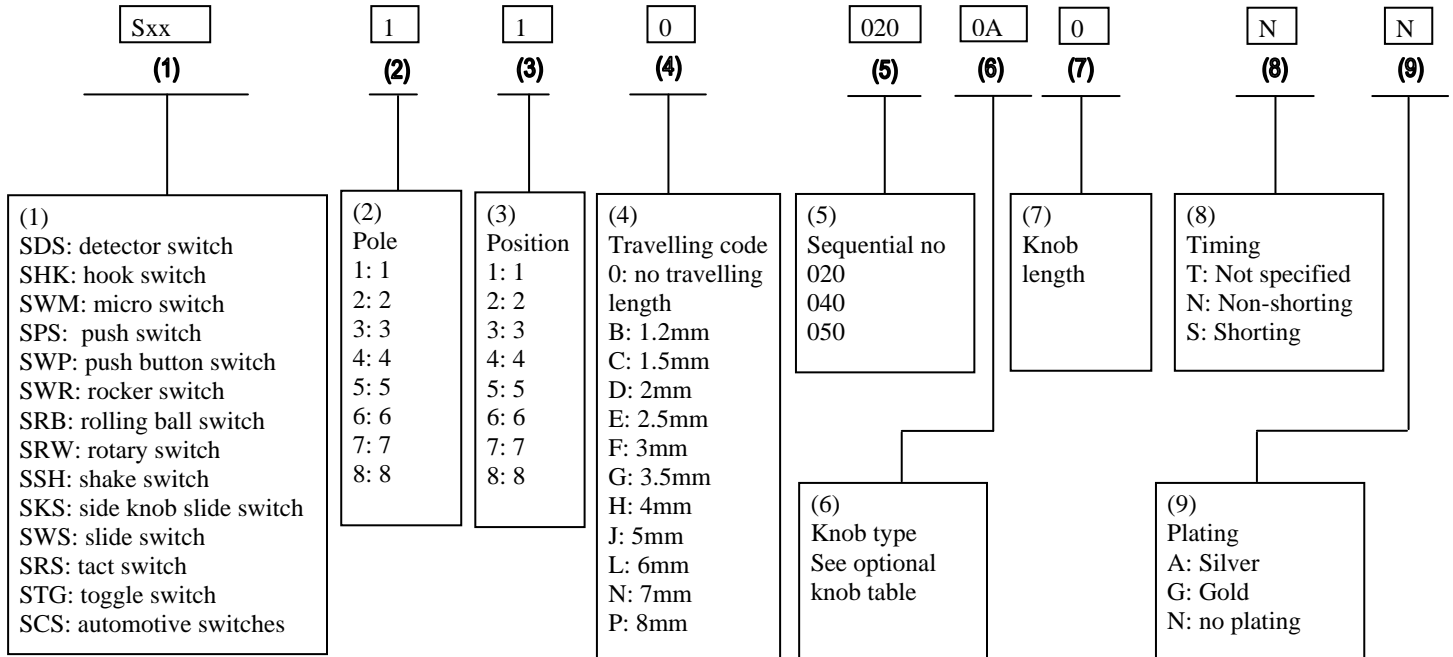 Sxx 1 1 0 020 0A 0 N N
(1) (2) (3) (4) (5) (6) (7) (8) (9)
(1)
SDS: detector switch
SHK: hook switch
SWM: micro switch
SPS: push switch
SWP: push button switch
SWR: rocker switch
SRB: rolling ball switch
SRW: rotary switch
SSH: shake switch
SKS: side knob slide switch
SWS: slide switch
SRS: tact switch
STG: toggle switch
SCS: automotive switches
(2)
Pole
1: 1
2: 2
3: 3
4: 4
5: 5
6: 6
7: 7
8: 8
(3)
Position
1: 1
2: 2
3: 3
4: 4
5: 5
6: 6
7: 7
8: 8
(4)
Travelling code
0: no travelling
length
B: 1.2mm
C: 1.5mm
D: 2mm
E: 2.5mm
F: 3mm
G: 3.5mm
H: 4mm
J: 5mm
L: 6mm
N: 7mm
P: 8mm
(5)
Sequential no
020
040
050
(6)
Knob type
See optional
knob table
(7)
Knob
length
(8)
Timing
T: Not specified
N: Non-shorting
S: Shorting
(9)
Plating
A: Silver
G: Gold
N: no plating